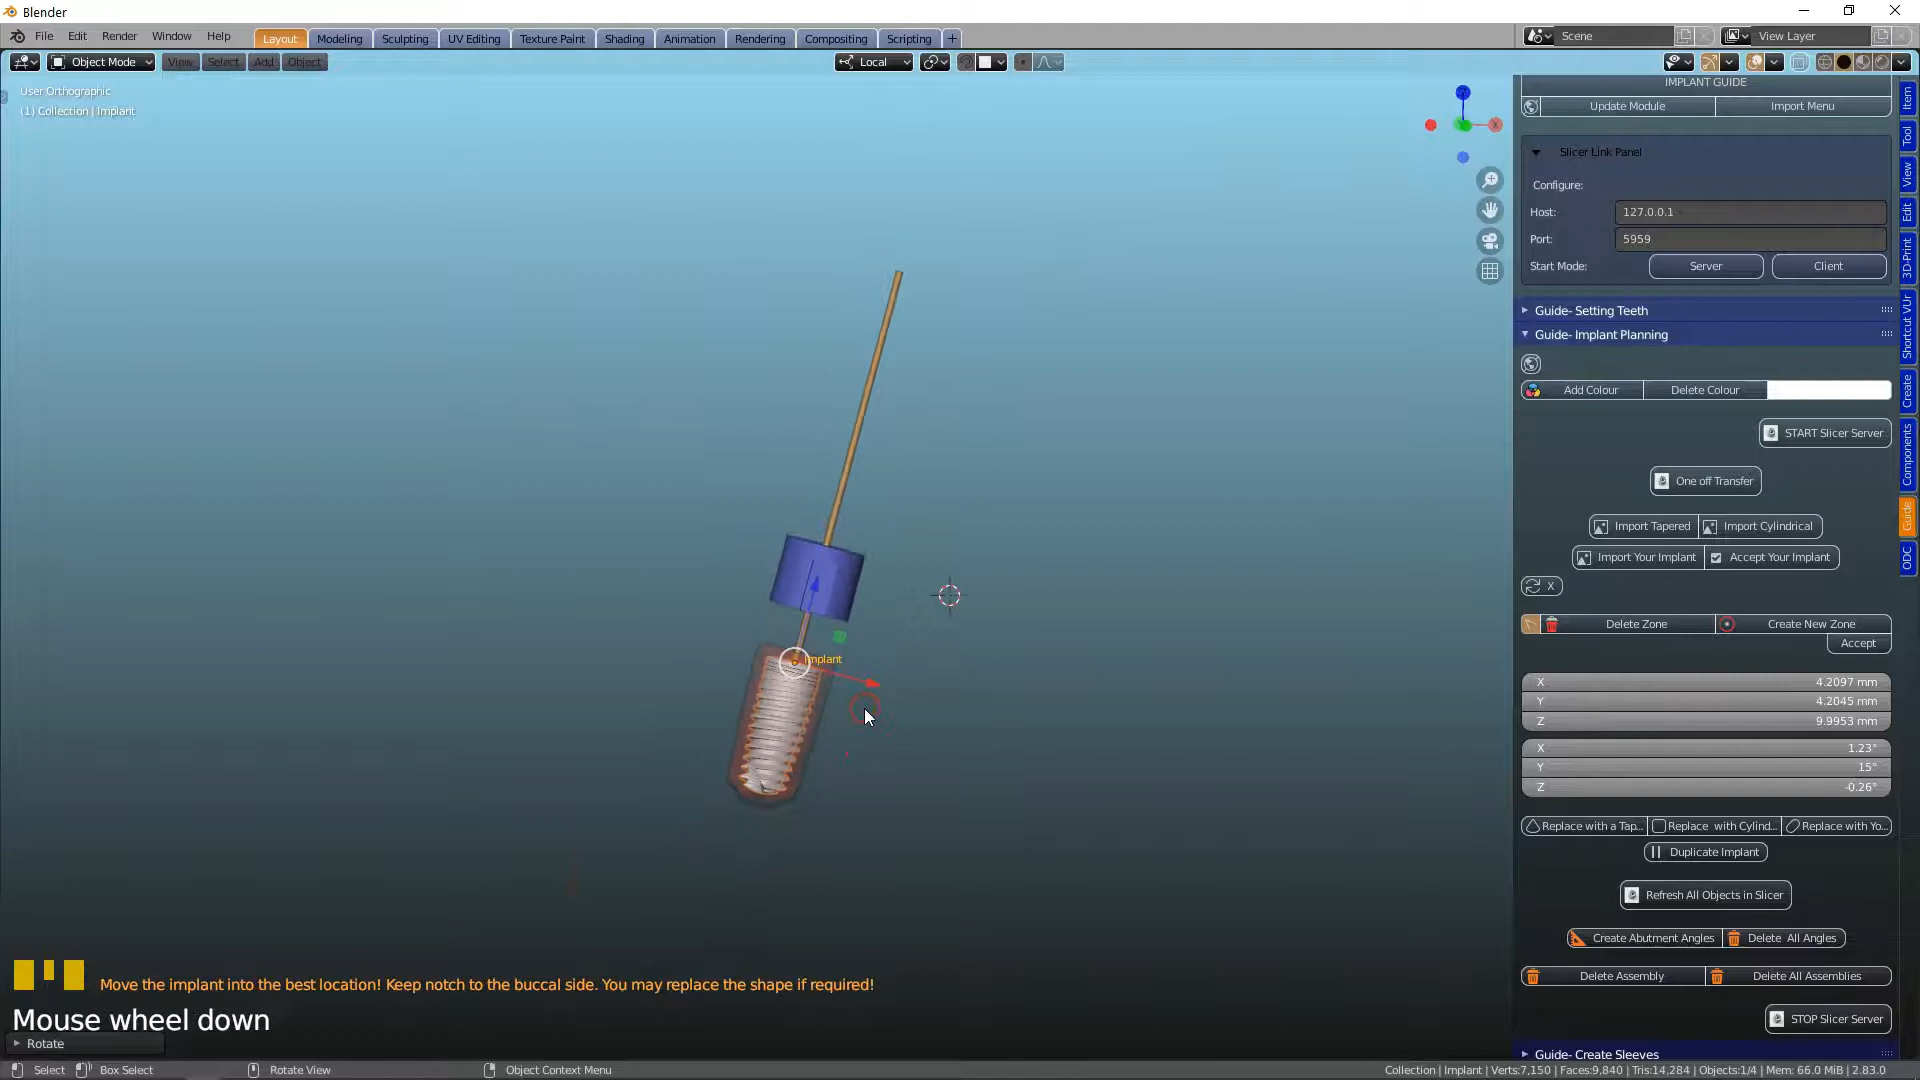 Blender
File Edit Render Window Help
Layout Modeling Sculpting UV Editing Texture Paint Shading Animation Rendering Compositing Scripting +
Scene View Layer
Object Mode View Select Add Object
Local
User Orthographic
(1) Collection | Implant
Z
X
IMPLANT GUIDE
Update Module Import Menu
Slicer Link Panel
Configure:
Host: 127.0.0.1
Port: 5959
Start Mode: Server Client
Guide- Setting Teeth
Guide- Implant Planning
Add Colour Delete Colour
START Slicer Server
One off Transfer
Import Tapered Import Cylindrical
Import Your Implant Accept Your Implant
X
Delete Zone Create New Zone
Accept
X 4.2097 mm
Y 4.2045 mm
Z 9.9953 mm
X 1.23°
Y 15°
Z -0.26°
Replace with a Tap... Replace with Cylind... Replace with Yo...
Duplicate Implant
Refresh All Objects in Slicer
Create Abutment Angles Delete All Angles
Delete Assembly Delete All Assemblies
STOP Slicer Server
Guide- Create Sleeves
Item
Tool
View
Edit
3D-Print
Shortcut VUr
Create
Components
Guide
ODC
Implant
Move the implant into the best location! Keep notch to the buccal side. You may replace the shape if required!
Mouse wheel down
Rotate
Select Box Select Rotate View Object Context Menu
Collection | Implant | Verts:7,150 | Faces:9,840 | Tris:14,284 | Objects:1/4 | Mem: 66.0 MiB | 2.83.0